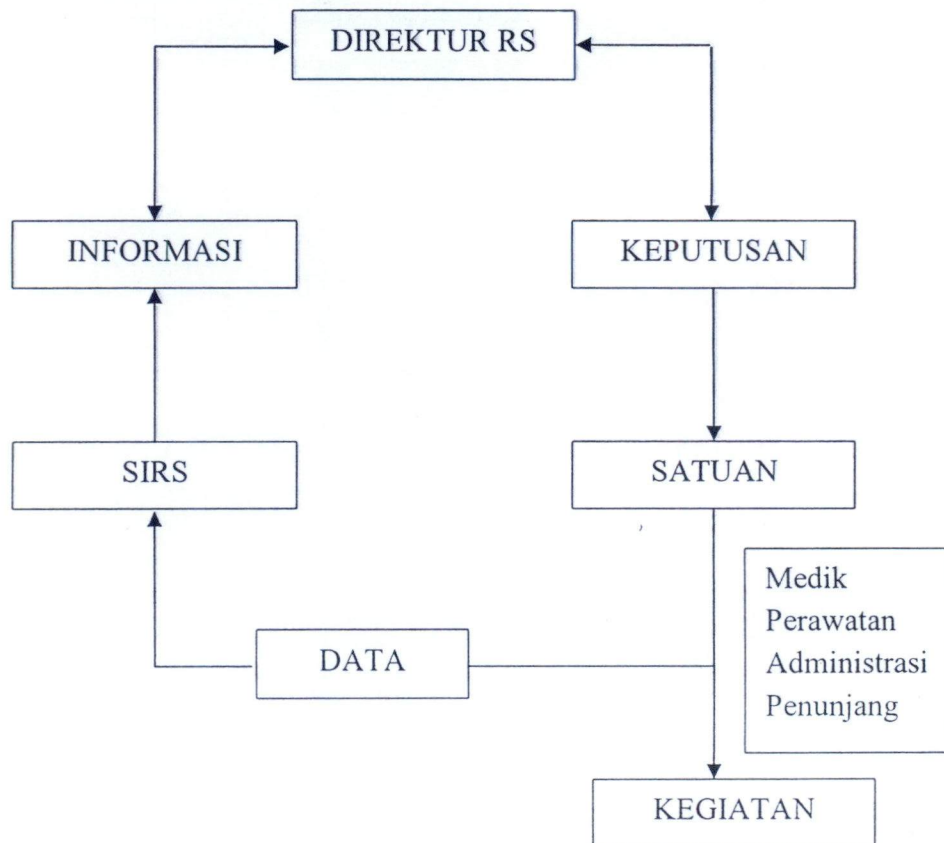 DIREKTUR RS
INFORMASI
KEPUTUSAN
SIRS
SATUAN
Medik
Perawatan
Administrasi
Penunjang
DATA
KEGIATAN